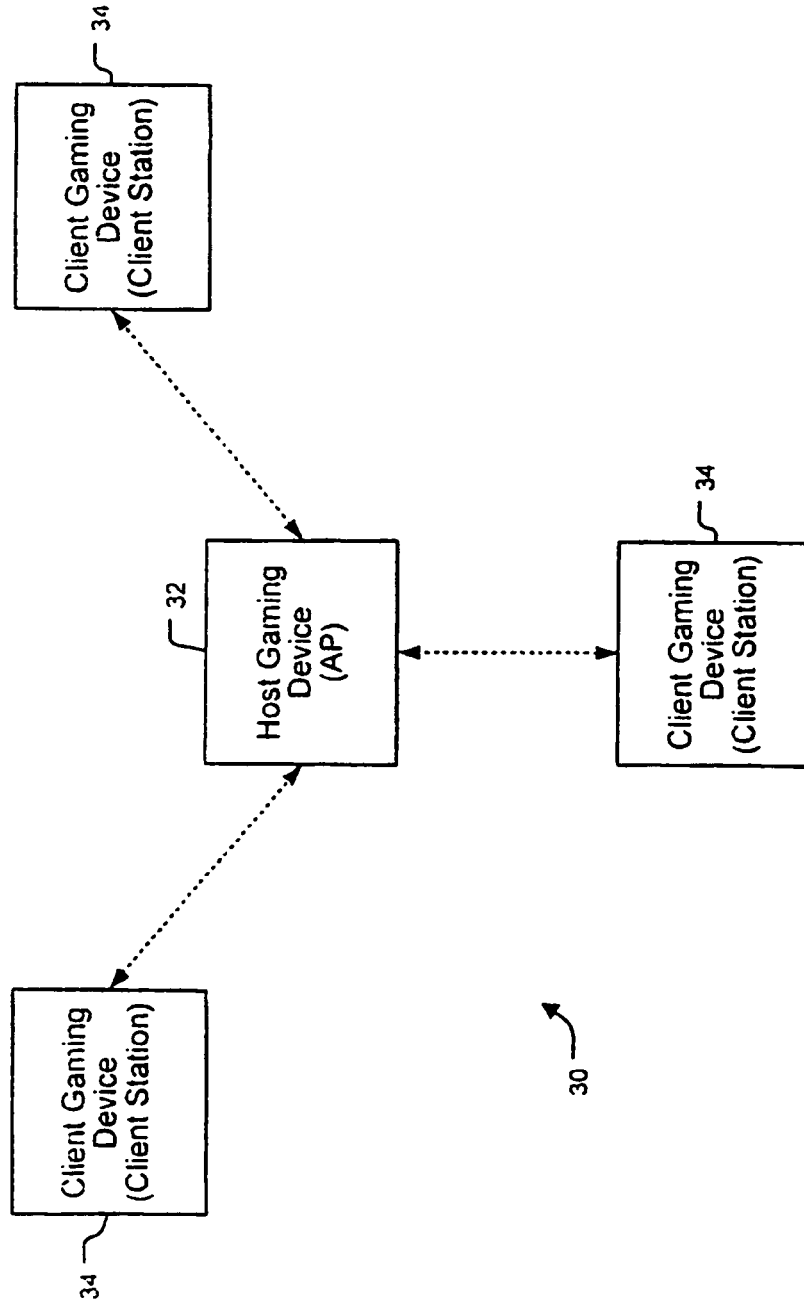 34
Client Gaming
Device
(Client Station)
32
Host Gaming
Device
(AP)
Client Gaming
Device
(Client Station)
34
30
Client Gaming
Device
(Client Station)
34